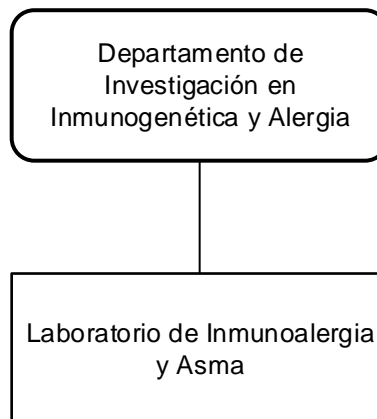 Departamento de
Investigación en
Inmunogenética y Alergia
Laboratorio de Inmunoalergia
y Asma